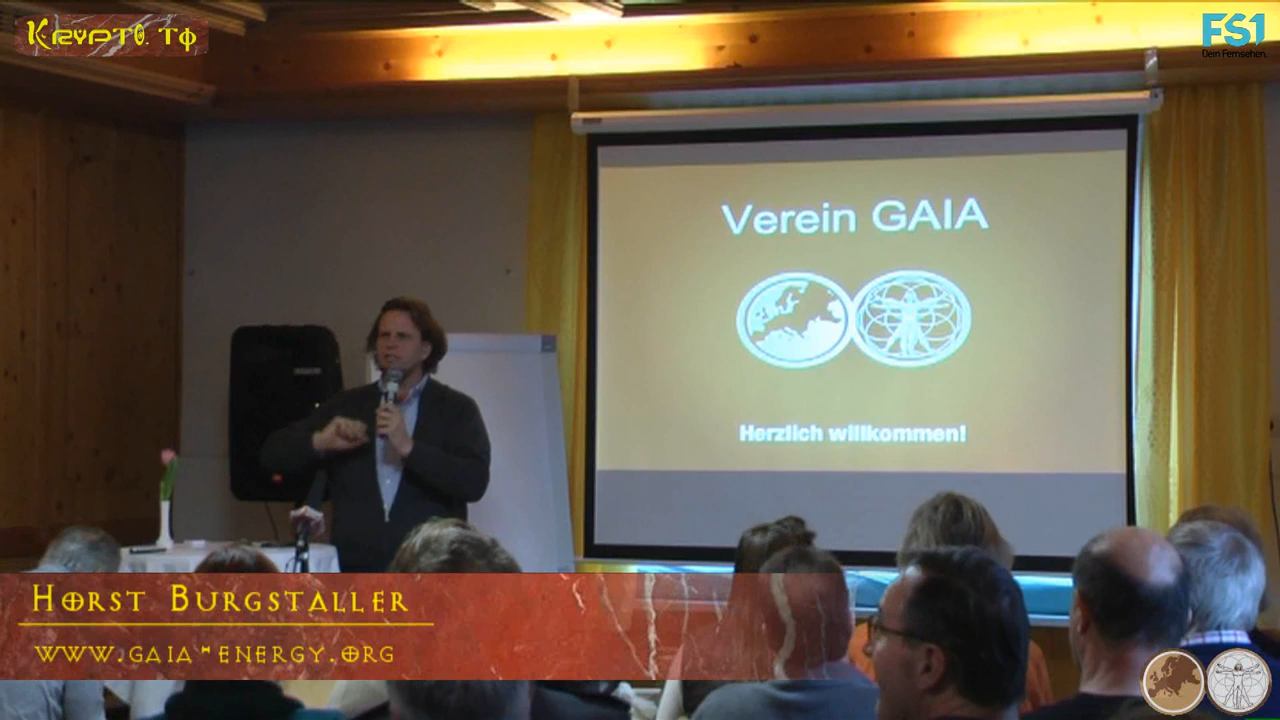 Krypto TV
FS1
Dein Fernsehen.
Verein GAIA
Herzlich willkommen!
Horst Burgstaller
www.gaia-energy.org